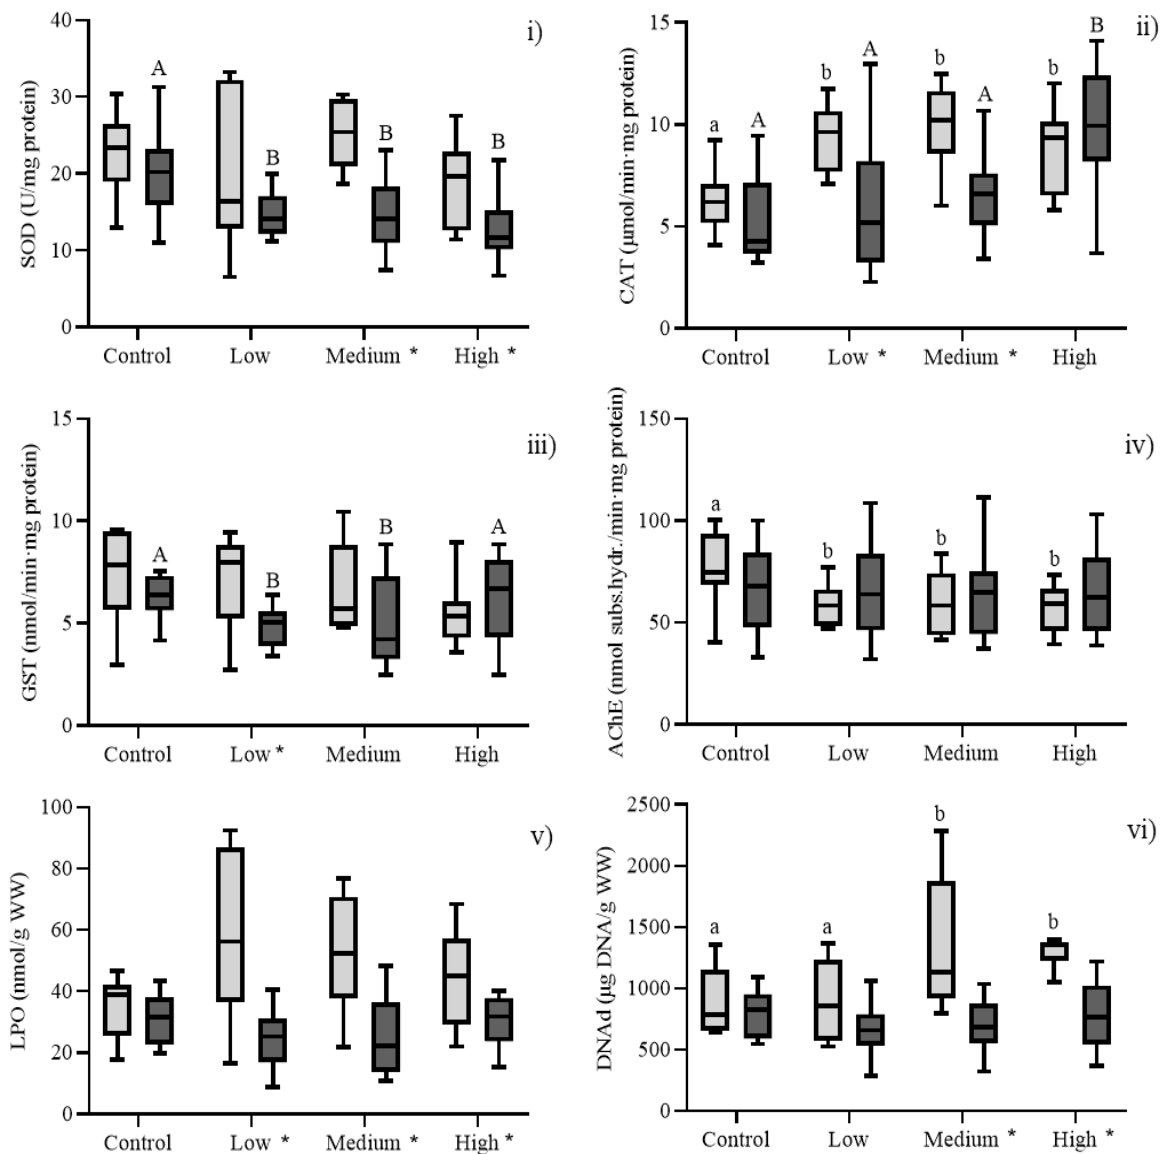 i)
SOD (U/mg protein)
40
30
20
10
0
A
B
B
B
Control
Low
Medium *
High *
ii)
CAT (µmol/min·mg protein)
15
10
5
0
a
A
b
A
b
A
b
B
Control
Low *
Medium *
High
iii)
GST (nmol/min·mg protein)
15
10
5
0
A
B
B
A
Control
Low *
Medium
High
iv)
AChE (nmol subs.hydr./min·mg protein)
150
100
50
0
a
b
b
b
Control
Low
Medium
High
v)
LPO (nmol/g WW)
100
80
60
40
20
0
Control
Low *
Medium *
High *
vi)
DNAd (µg DNA/g WW)
2500
2000
1500
1000
500
0
a
a
b
b
Control
Low
Medium *
High *